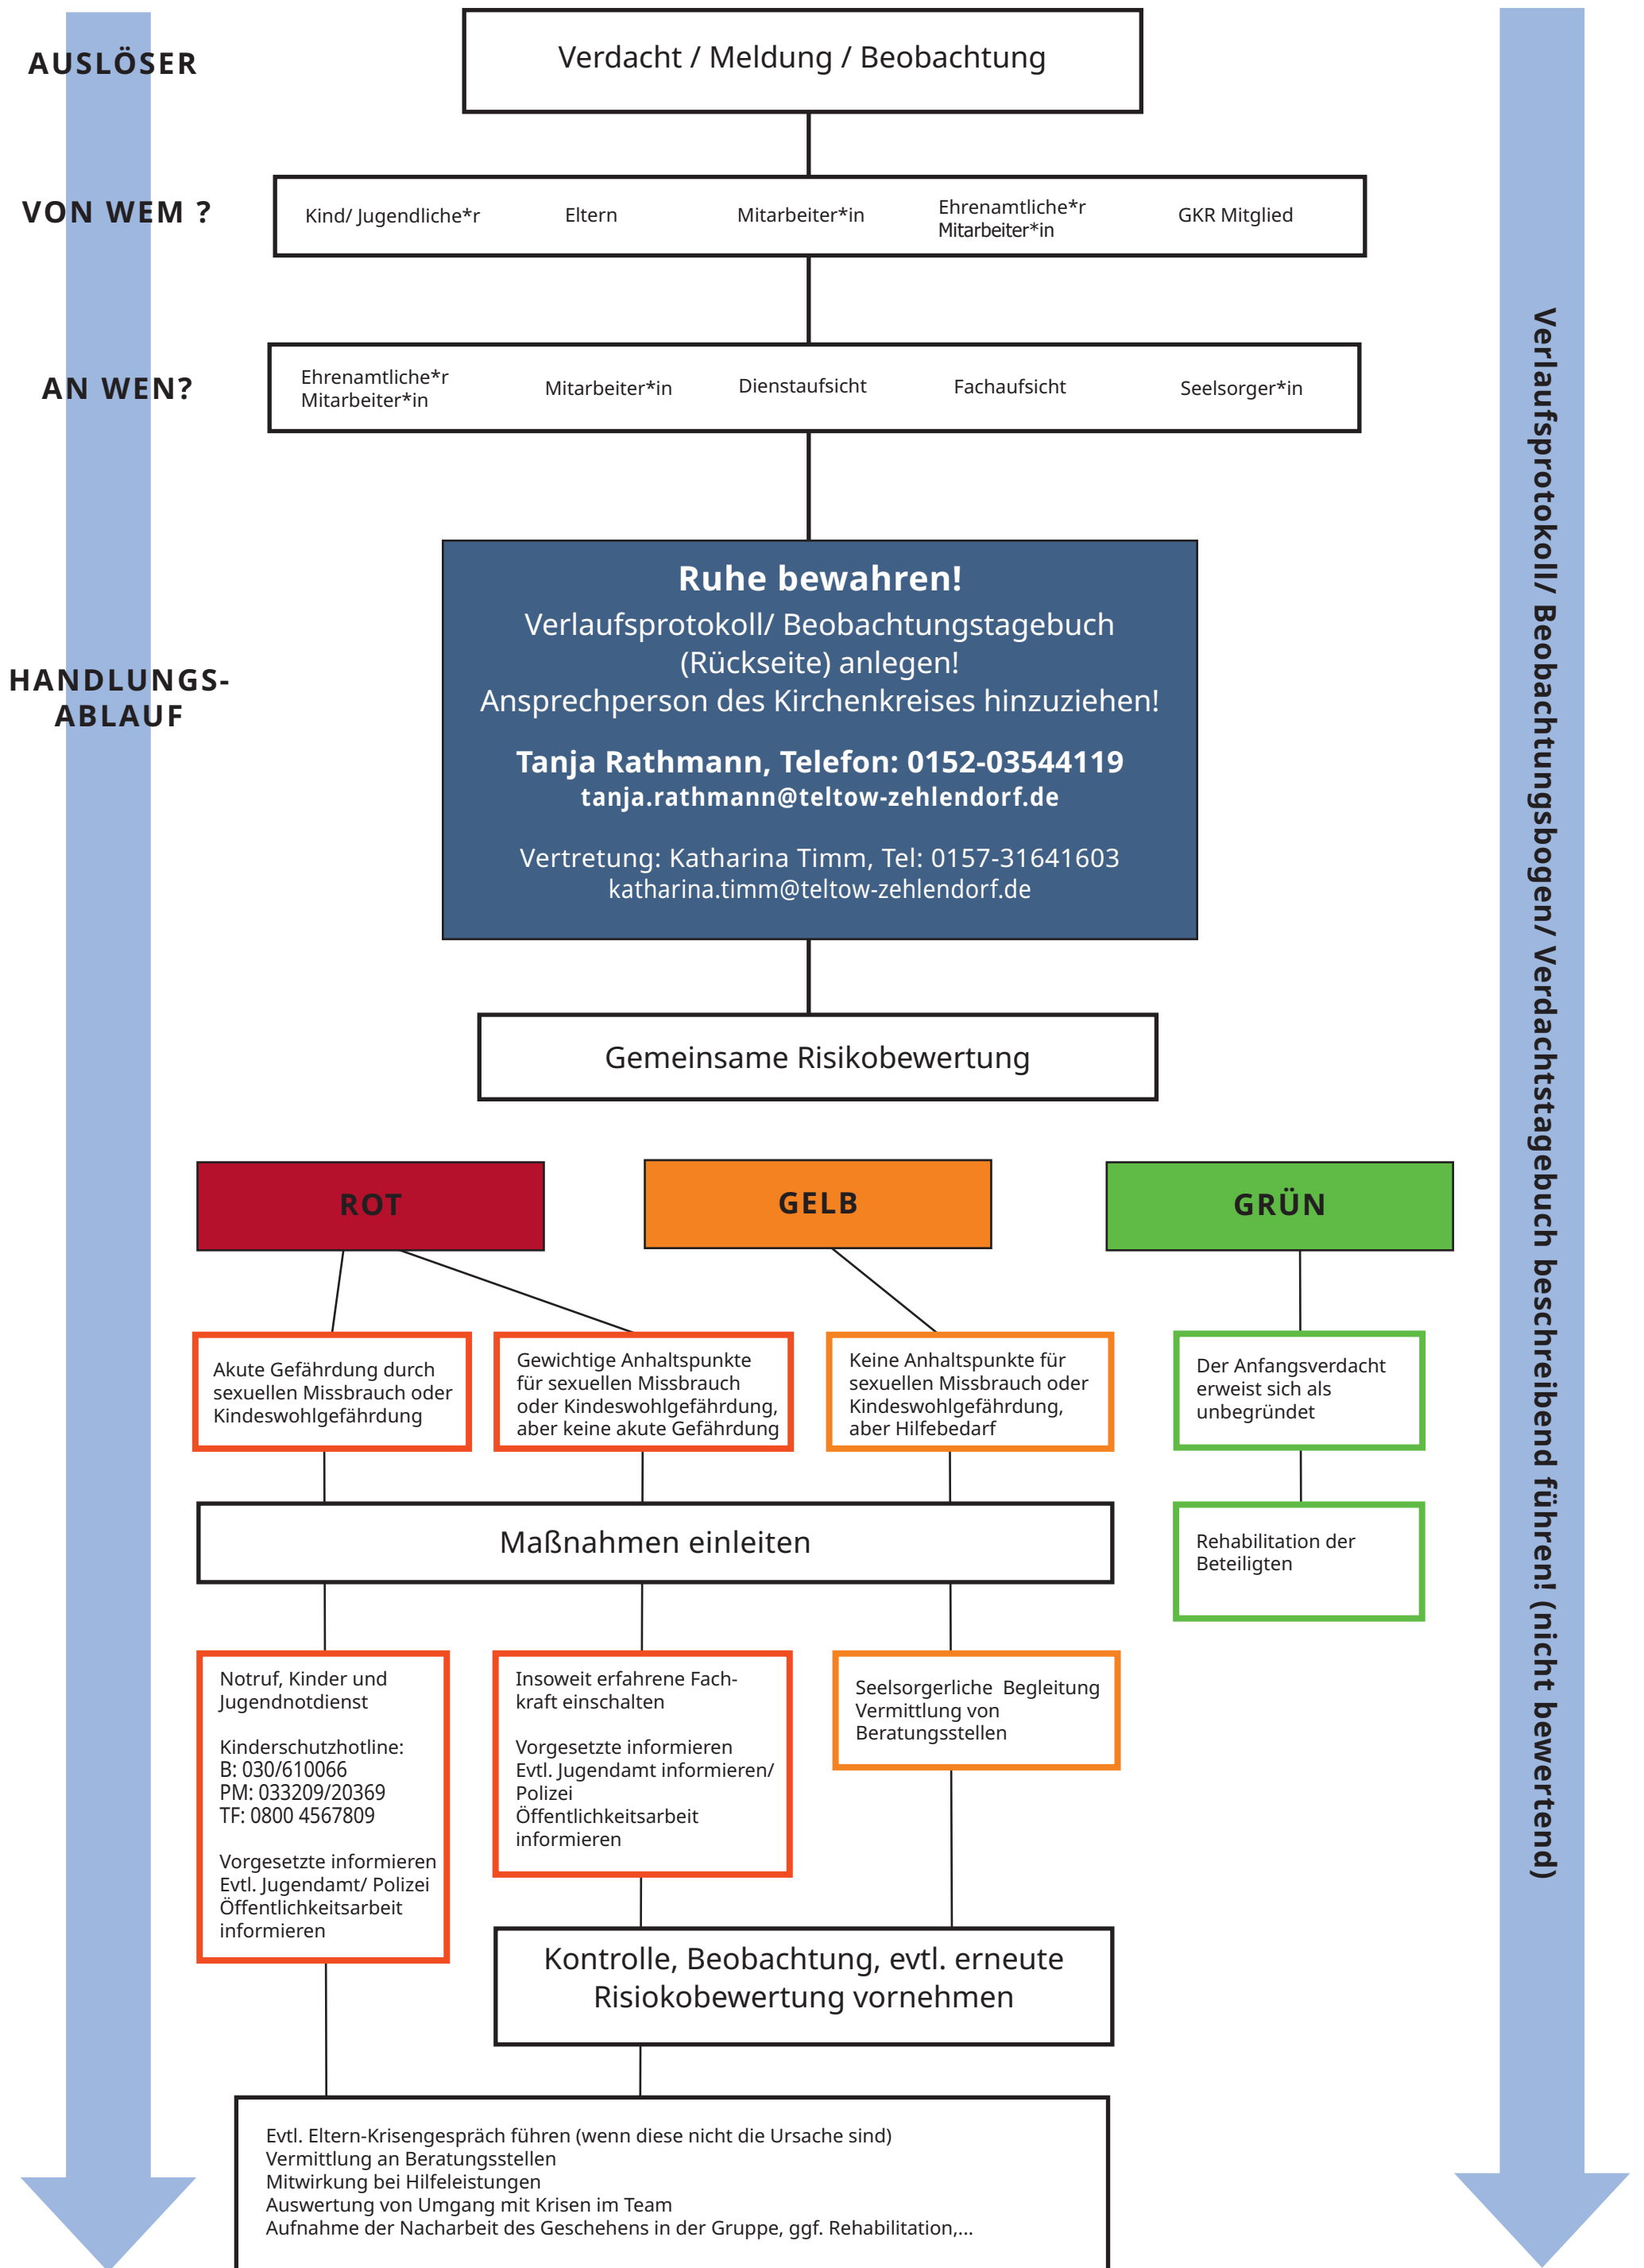 AUSLÖSER
Verdacht / Meldung / Beobachtung
VON WEM ?
Kind/ Jugendliche*r
Eltern
Mitarbeiter*in
Ehrenamtliche*r
Mitarbeiter*in
GKR Mitglied
AN WEN?
Ehrenamtliche*r
Mitarbeiter*in
Mitarbeiter*in
Dienstaufsicht
Fachaufsicht
Seelsorger*in
HANDLUNGS-
ABLAUF
Ruhe bewahren!
Verlaufsprotokoll/ Beobachtungstagebuch
(Rückseite) anlegen!
Ansprechperson des Kirchenkreises hinzuziehen!
Tanja Rathmann, Telefon: 0152-03544119
tanja.rathmann@teltow-zehlendorf.de
Vertretung: Katharina Timm, Tel: 0157-31641603
katharina.timm@teltow-zehlendorf.de
Gemeinsame Risikobewertung
ROT
GELB
GRÜN
Akute Gefährdung durch
sexuellen Missbrauch oder
Kindeswohlgefährdung
Gewichtige Anhaltspunkte
für sexuellen Missbrauch
oder Kindeswohlgefährdung,
aber keine akute Gefährdung
Keine Anhaltspunkte für
sexuellen Missbrauch oder
Kindeswohlgefährdung,
aber Hilfebedarf
Der Anfangsverdacht
erweist sich als
unbegründet
Maßnahmen einleiten
Rehabilitation der
Beteiligten
Notruf, Kinder und
Jugendnotdienst
Kinderschutzhotline:
B: 030/610066
PM: 033209/20369
TF: 0800 4567809
Vorgesetzte informieren
Evtl. Jugendamt/ Polizei
Öffentlichkeitsarbeit
informieren
Insoweit erfahrene Fach-
kraft einschalten
Vorgesetzte informieren
Evtl. Jugendamt informieren/
Polizei
Öffentlichkeitsarbeit
informieren
Seelsorgerliche  Begleitung
Vermittlung von
Beratungsstellen
Kontrolle, Beobachtung, evtl. erneute
Risiokobewertung vornehmen
Evtl. Eltern-Krisengespräch führen (wenn diese nicht die Ursache sind)
Vermittlung an Beratungsstellen
Mitwirkung bei Hilfeleistungen
Auswertung von Umgang mit Krisen im Team
Aufnahme der Nacharbeit des Geschehens in der Gruppe, ggf. Rehabilitation,...
Verlaufsprotokoll/ Beobachtungsbogen/ Verdachtstagebuch beschreibend führen! (nicht bewertend)